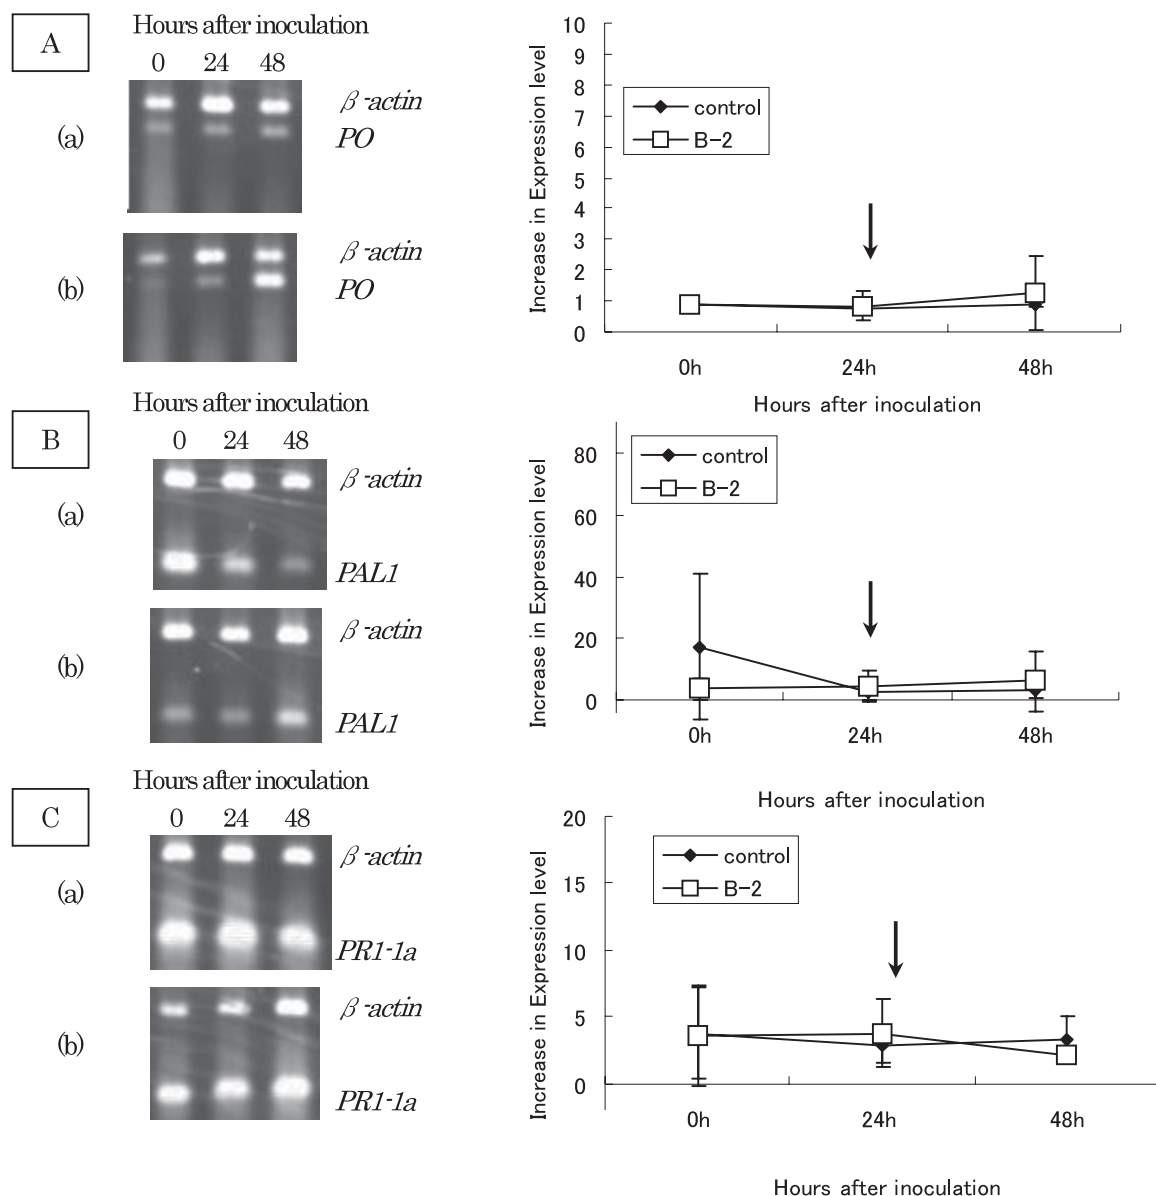 A
Hours after inoculation
0 24 48
(a)
β-actin
PO
(b)
β-actin
PO
Increase in Expression level
10
9
8
7
6
5
4
3
2
1
0
control
B-2
0h 24h 48h
Hours after inoculation
B
Hours after inoculation
0 24 48
(a)
β-actin
PAL1
(b)
β-actin
PAL1
Increase in Expression level
80
60
40
20
0
control
B-2
0h 24h 48h
Hours after inoculation
C
Hours after inoculation
0 24 48
(a)
β-actin
PR1-1a
(b)
β-actin
PR1-1a
Increase in Expression level
20
15
10
5
0
control
B-2
0h 24h 48h
Hours after inoculation